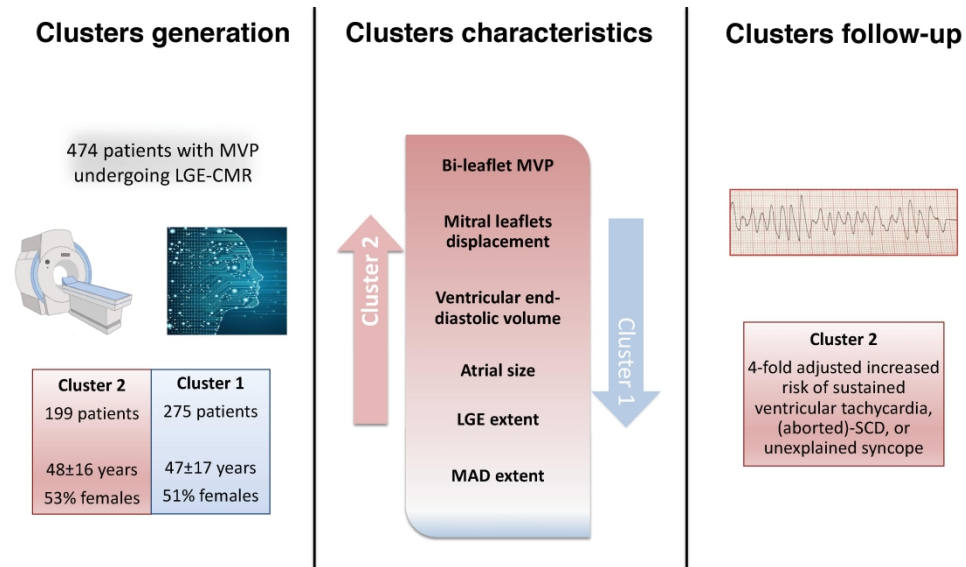 Clusters generation
474 patients with MVP
undergoing LGE-CMR
Cluster 2
199 patients
48±16 years
53% females
Cluster 1
275 patients
47±17 years
51% females
Clusters characteristics
Cluster 2
Bi-leaflet MVP
Mitral leaflets
displacement
Ventricular end-
diastolic volume
Atrial size
LGE extent
MAD extent
Cluster 1
Clusters follow-up
Cluster 2
4-fold adjusted increased
risk of sustained
ventricular tachycardia,
(aborted)-SCD, or
unexplained syncope